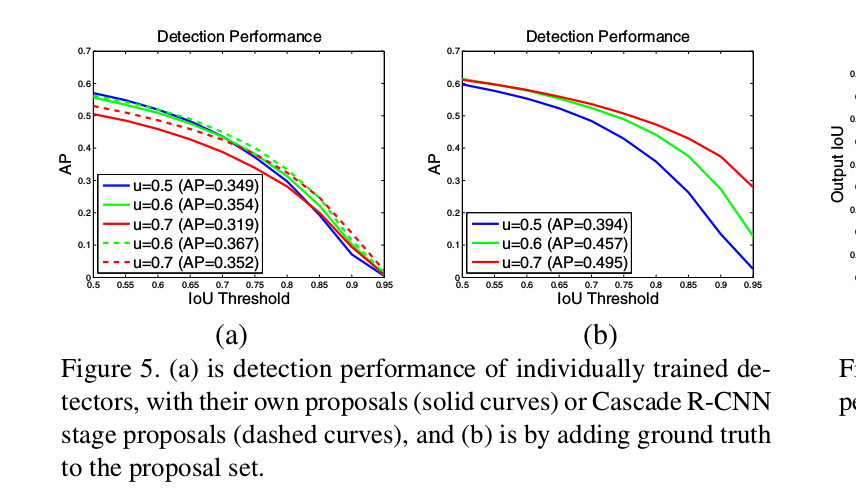 Detection Performance
0.7
0.6
0.5
0.4
0.3
0.2
0.1
0
AP
u=0.5 (AP=0.349)
u=0.6 (AP=0.354)
u=0.7 (AP=0.319)
u=0.6 (AP=0.367)
u=0.7 (AP=0.352)
0.5 0.55 0.6 0.65 0.7 0.75 0.8 0.85 0.9 0.95
IoU Threshold
(a)
Detection Performance
0.7
0.6
0.5
0.4
0.3
0.2
0.1
0
AP
u=0.5 (AP=0.394)
u=0.6 (AP=0.457)
u=0.7 (AP=0.495)
0.5 0.55 0.6 0.65 0.7 0.75 0.8 0.85 0.9 0.95
IoU Threshold
(b)
Output IoU
Figure 5. (a) is detection performance of individually trained de-
tectors, with their own proposals (solid curves) or Cascade R-CNN
stage proposals (dashed curves), and (b) is by adding ground truth
to the proposal set.